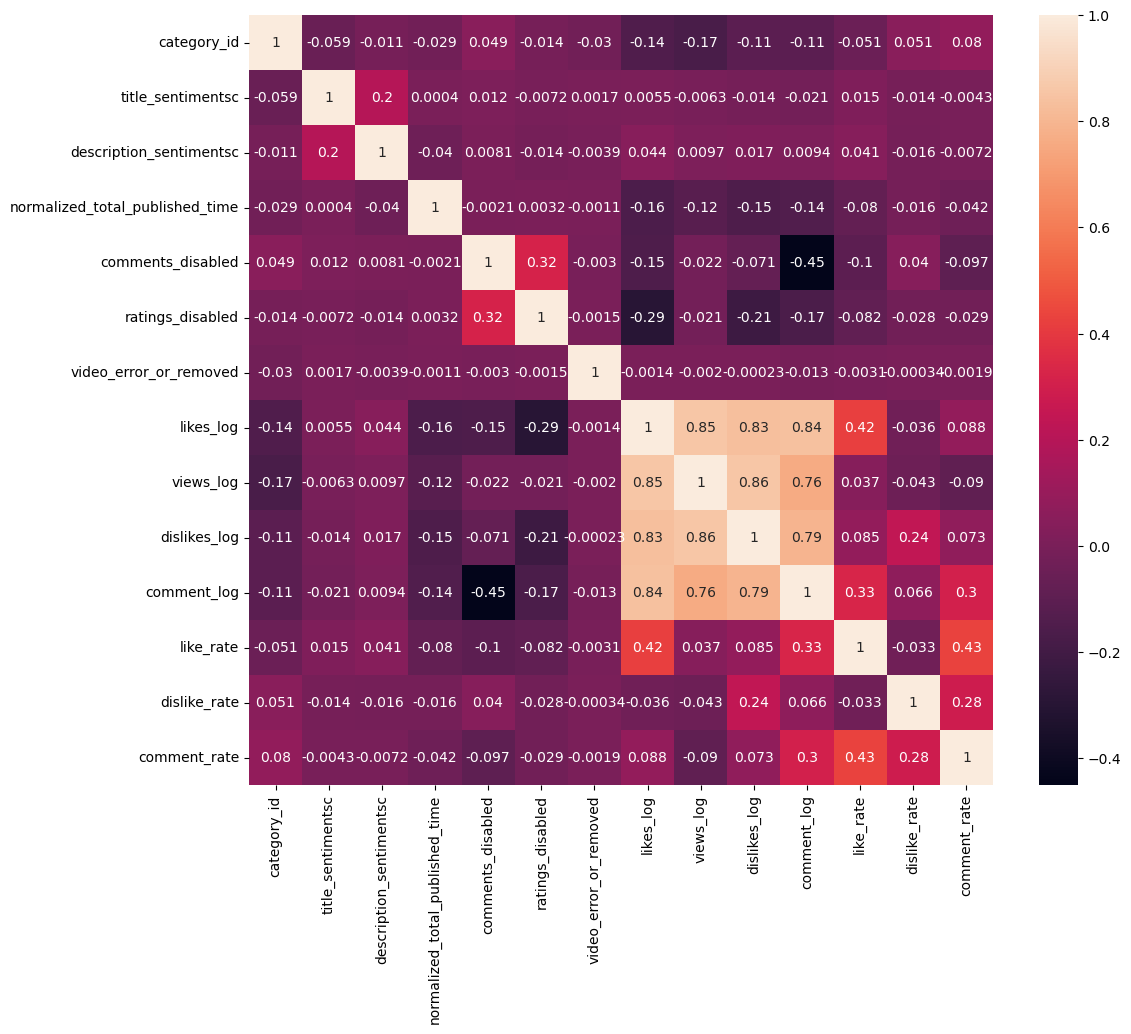 category_id 1 -0.059 -0.011 -0.029 0.049 -0.014 -0.03 -0.14 -0.17 -0.11 -0.11 -0.051 0.051 0.08
title_sentimentsc -0.059 1 0.2 0.0004 0.012 -0.0072 0.0017 0.0055 -0.0063 -0.014 -0.021 0.015 -0.014 -0.0043
description_sentimentsc -0.011 0.2 1 -0.04 0.0081 -0.014 -0.0039 0.044 0.0097 0.017 0.0094 0.041 -0.016 -0.0072
normalized_total_published_time -0.029 0.0004 -0.04 1 -0.0021 0.0032 -0.0011 -0.16 -0.12 -0.15 -0.14 -0.08 -0.016 -0.042
comments_disabled 0.049 0.012 0.0081 -0.0021 1 0.32 -0.003 -0.15 -0.022 -0.071 -0.45 -0.1 0.04 -0.097
ratings_disabled -0.014 -0.0072 -0.014 0.0032 0.32 1 -0.0015 -0.29 -0.021 -0.21 -0.17 -0.082 -0.028 -0.029
video_error_or_removed -0.03 0.0017 -0.0039 -0.0011 -0.003 -0.0015 1 -0.0014 -0.002 -0.00023 -0.013 -0.0031 -0.00034 -0.0019
likes_log -0.14 0.0055 0.044 -0.16 -0.15 -0.29 -0.0014 1 0.85 0.83 0.84 0.42 -0.036 0.088
views_log -0.17 -0.0063 0.0097 -0.12 -0.022 -0.021 -0.002 0.85 1 0.86 0.76 0.037 -0.043 -0.09
dislikes_log -0.11 -0.014 0.017 -0.15 -0.071 -0.21 -0.00023 0.83 0.86 1 0.79 0.085 0.24 0.073
comment_log -0.11 -0.021 0.0094 -0.14 -0.45 -0.17 -0.013 0.84 0.76 0.79 1 0.33 0.066 0.3
like_rate -0.051 0.015 0.041 -0.08 -0.1 -0.082 -0.0031 0.42 0.037 0.085 0.33 1 -0.033 0.43
dislike_rate 0.051 -0.014 -0.016 -0.016 0.04 -0.028 -0.00034 -0.036 -0.043 0.24 0.066 -0.033 1 0.28
comment_rate 0.08 -0.0043 -0.0072 -0.042 -0.097 -0.029 -0.0019 0.088 -0.09 0.073 0.3 0.43 0.28 1
category_id
title_sentimentsc
description_sentimentsc
normalized_total_published_time
comments_disabled
ratings_disabled
video_error_or_removed
likes_log
views_log
dislikes_log
comment_log
like_rate
dislike_rate
comment_rate
1.0
0.8
0.6
0.4
0.2
0.0
−0.2
−0.4